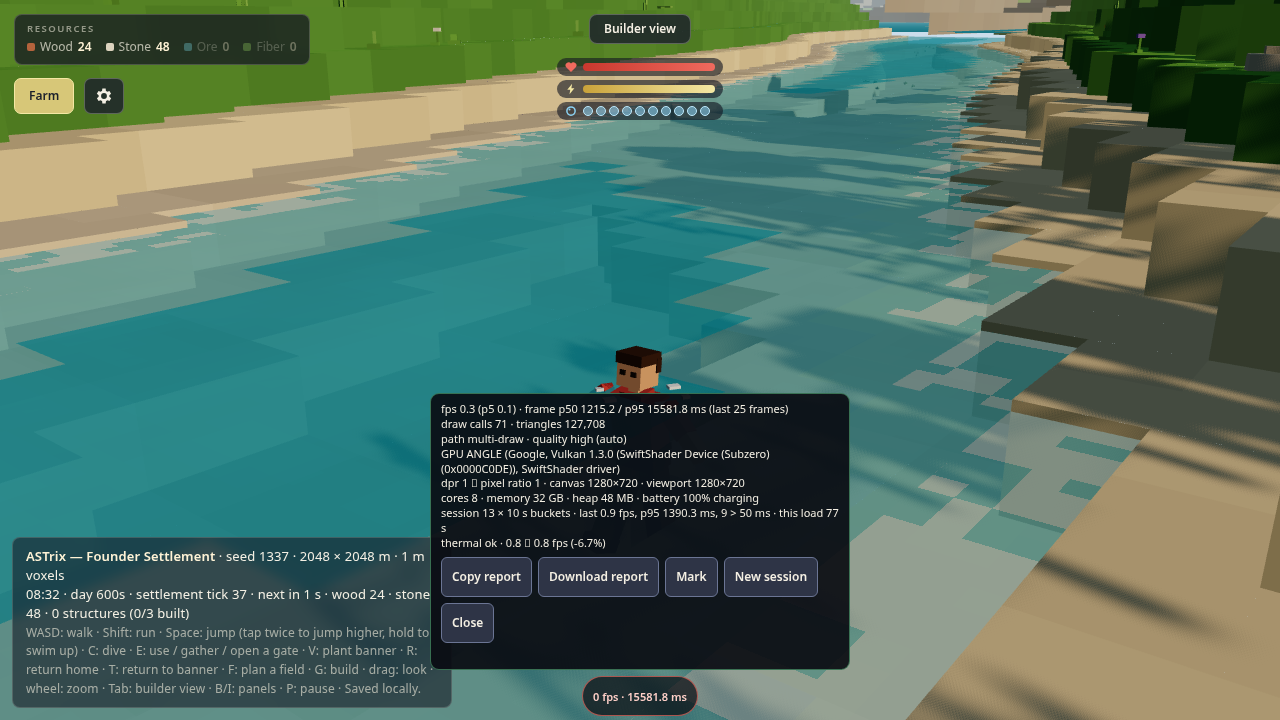 RESOURCES
Wood 24 Stone 48 Ore 0 Fiber 0
Builder view
Farm
fps 0.3 (p5 0.1) · frame p50 1215.2 / p95 15581.8 ms (last 25 frames)
draw calls 71 · triangles 127,708
path multi-draw · quality high (auto)
GPU ANGLE (Google, Vulkan 1.3.0 (SwiftShader Device (Subzero)
(0x0000C0DE)), SwiftShader driver)
dpr 1 ▯ pixel ratio 1 · canvas 1280×720 · viewport 1280×720
cores 8 · memory 32 GB · heap 48 MB · battery 100% charging
session 13 × 10 s buckets · last 0.9 fps, p95 1390.3 ms, 9 > 50 ms · this load 77
s
thermal ok · 0.8 ▯ 0.8 fps (-6.7%)
Copy report Download report Mark New session
Close
ASTrix — Founder Settlement · seed 1337 · 2048 × 2048 m · 1 m
voxels
08:32 · day 600s · settlement tick 37 · next in 1 s · wood 24 · stone
48 · 0 structures (0/3 built)
WASD: walk · Shift: run · Space: jump (tap twice to jump higher, hold to
swim up) · C: dive · E: use / gather / open a gate · V: plant banner · R:
return home · T: return to banner · F: plan a field · G: build · drag: look ·
wheel: zoom · Tab: builder view · B/I: panels · P: pause · Saved locally.
0 fps · 15581.8 ms